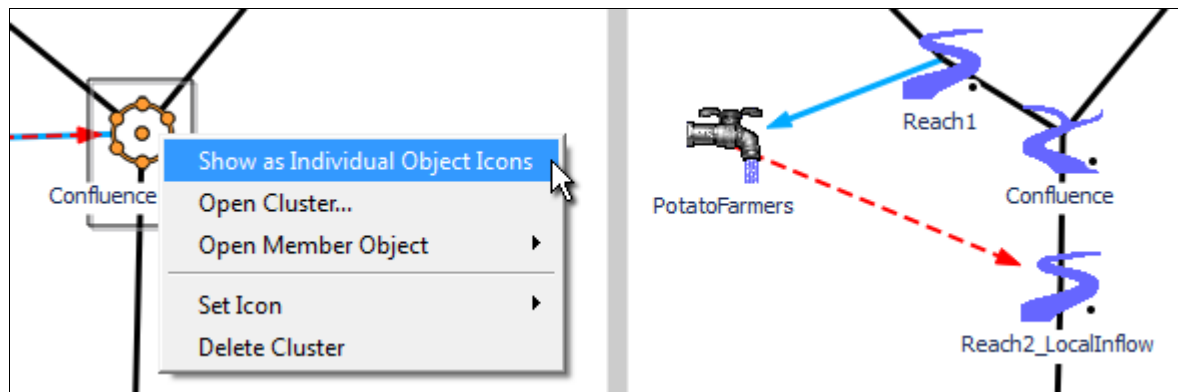 Confluence
Show as Individual Object Icons
Open Cluster...
Open Member Object
Set Icon
Delete Cluster
Reach1
PotatoFarmers
Confluence
Reach2_LocalInflow